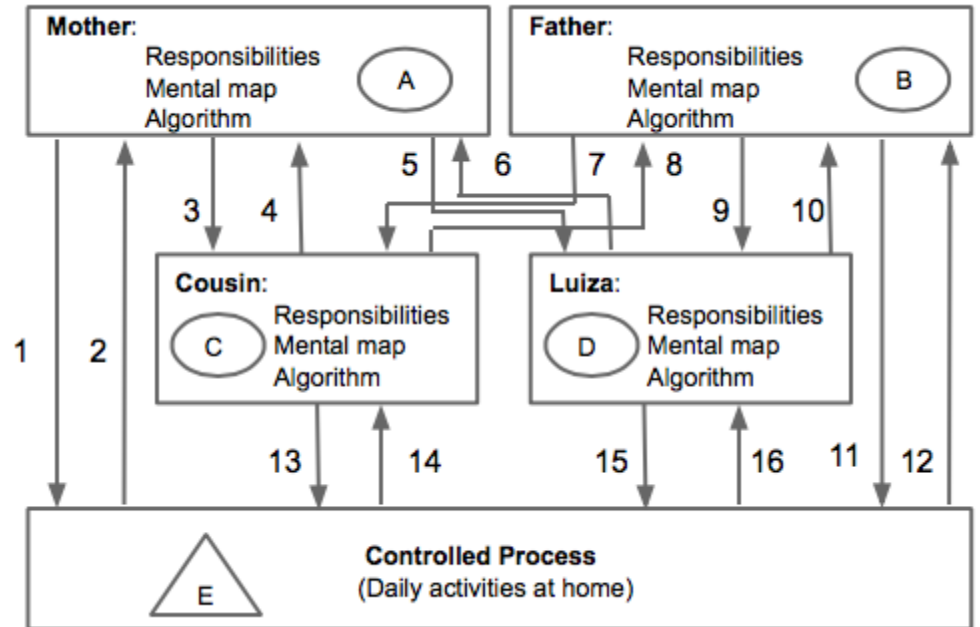 Mother:
Responsibilities
Mental map
Algorithm
A
Father:
Responsibilities
Mental map
Algorithm
B
5
6
7
8
3
4
9
10
Cousin:
Responsibilities
Mental map
Algorithm
C
Luiza:
Responsibilities
Mental map
Algorithm
D
1
2
13
14
15
16
11
12
Controlled Process
(Daily activities at home)
E